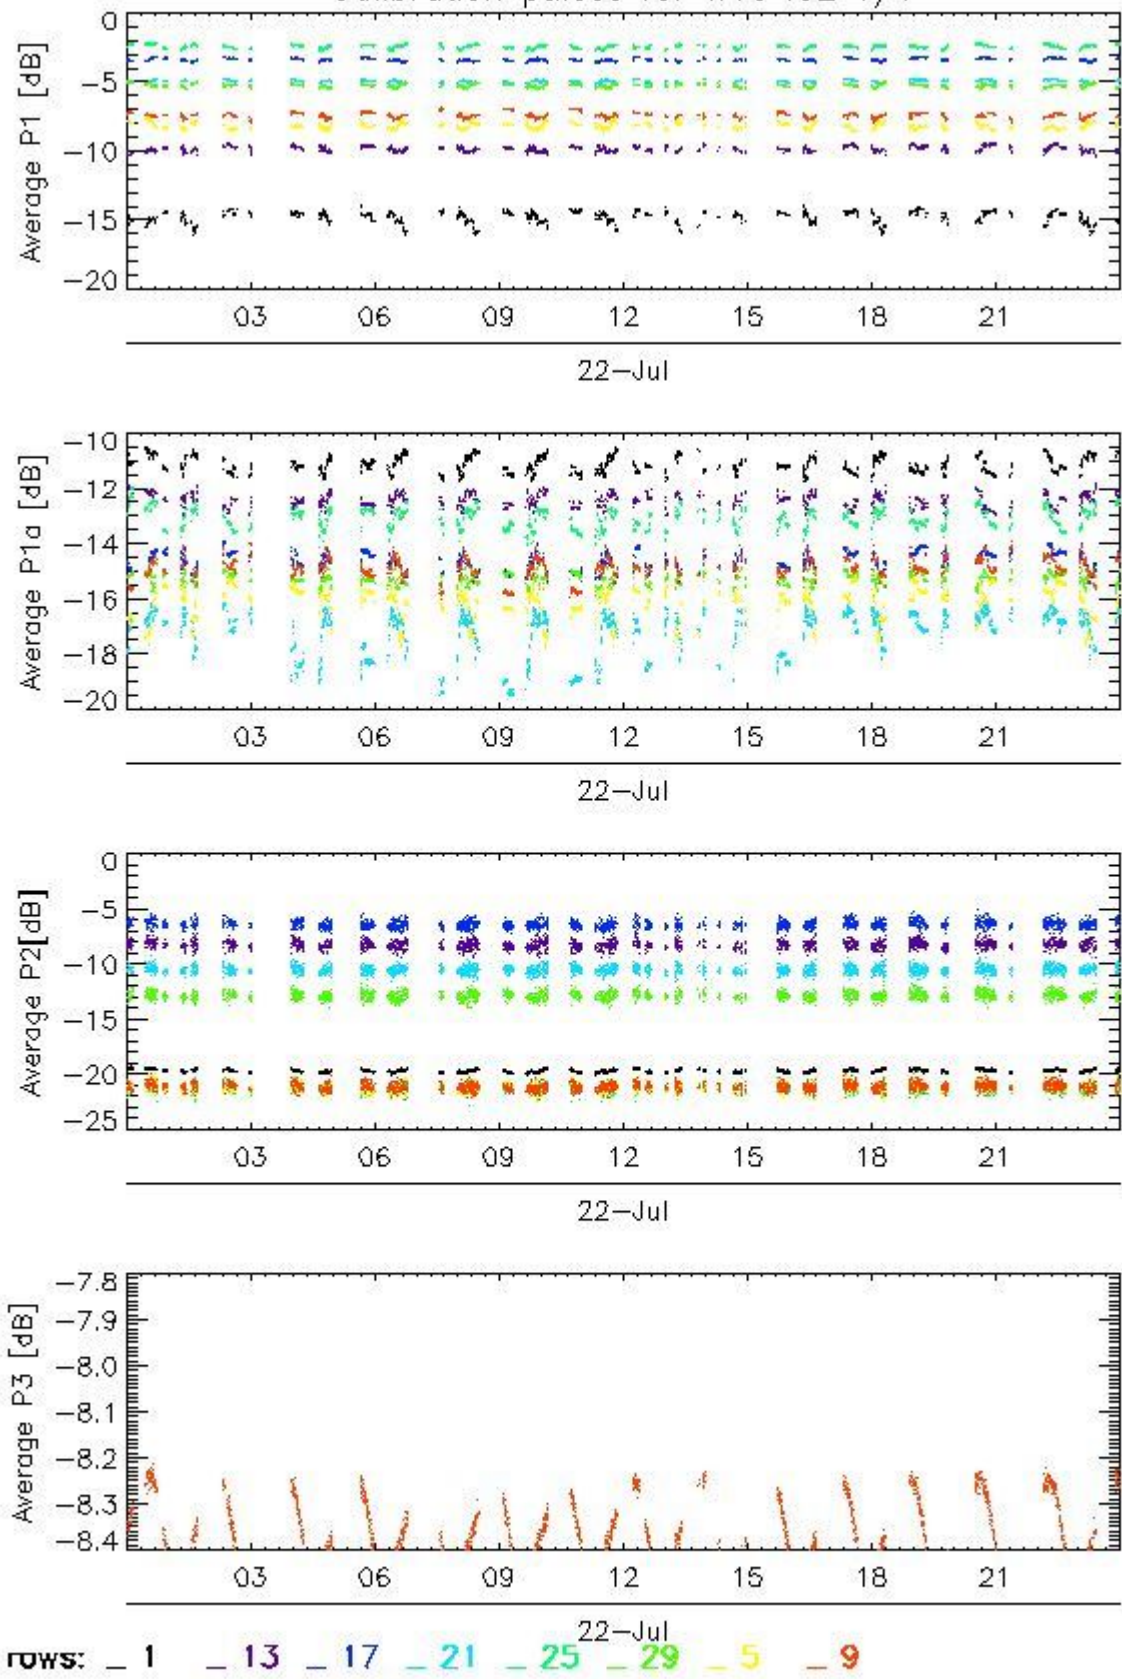 0
−5
−10
−15
−20
Average P1 [dB]
03 06 09 12 15 18 21
22−Jul
−10
−12
−14
−16
−18
−20
Average P1a [dB]
03 06 09 12 15 18 21
22−Jul
0
−5
−10
−15
−20
−25
Average P2[dB]
03 06 09 12 15 18 21
22−Jul
−7.8
−7.9
−8.0
−8.1
−8.2
−8.3
−8.4
Average P3 [dB]
03 06 09 12 15 18 21
22−Jul
rows: _ 1 _ 13 _ 17 _ 21 _ 25 _ 29 _ 5 _ 9